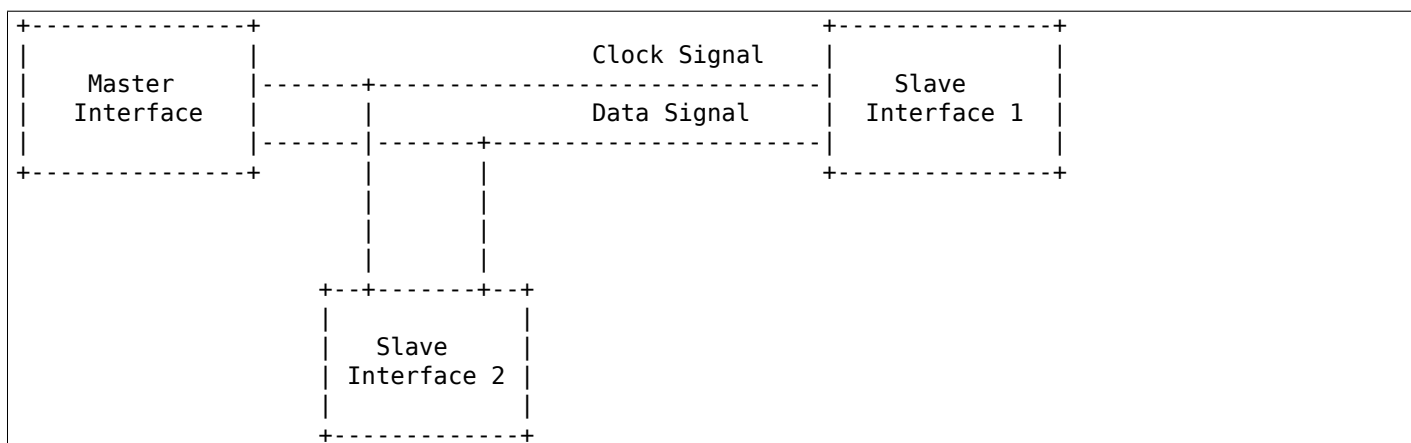 Clock Signal
Master
Interface
Slave
Interface 1
Data Signal
Slave
Interface 2